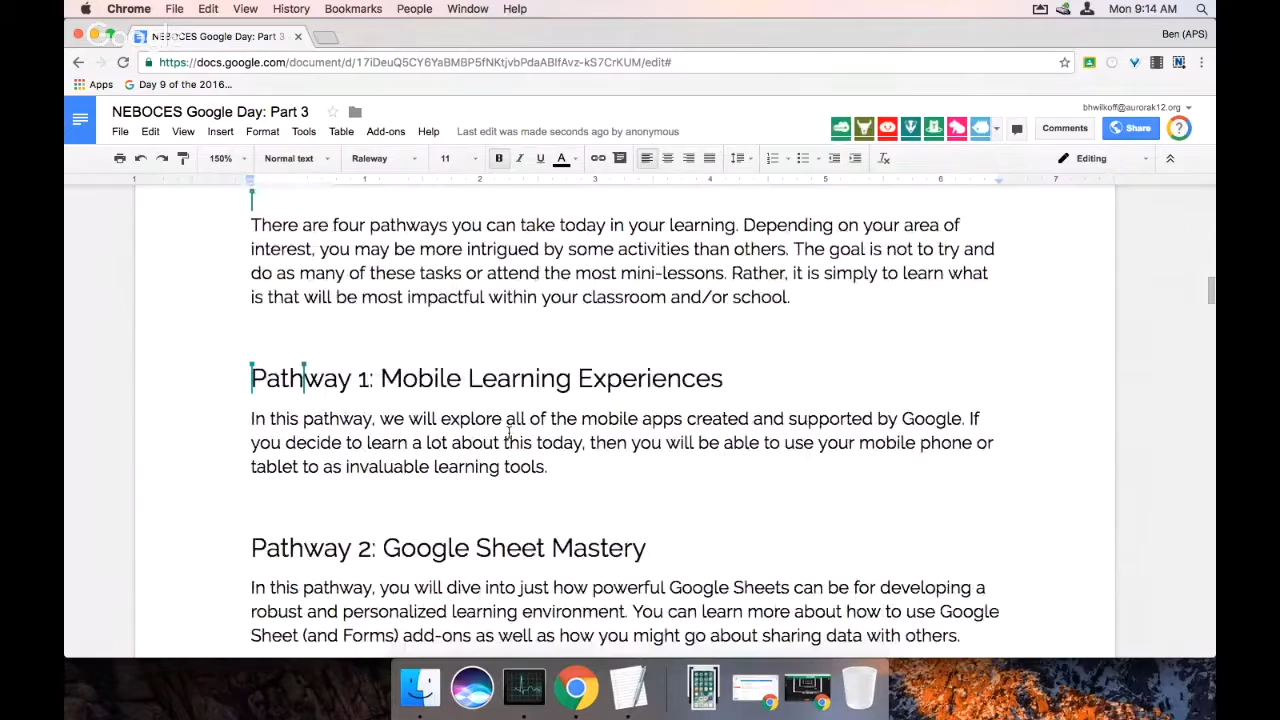 Chrome File Edit View History Bookmarks People Window Help Mon 9:14 AM
Google
NEBOCES Google Day: Part 3 Ben (APS)
https://docs.google.com/document/d/17iDeuQ5CY6YaBMBP5fNKtjvbPdaABlfAvz-kS7CrKUM/edit#
Apps Day 9 of the 2016...
bhwilkoff@aurorak12.org
NEBOCES Google Day: Part 3
File Edit View Insert Format Tools Table Add-ons Help Last edit was made seconds ago by anonymous Comments Share
150% Normal text Raleway 11 B I U A Editing
1 1 2 3 4 5 6 7
There are four pathways you can take today in your learning. Depending on your area of
interest, you may be more intrigued by some activities than others. The goal is not to try and
do as many of these tasks or attend the most mini-lessons. Rather, it is simply to learn what
is that will be most impactful within your classroom and/or school.
Pathway 1: Mobile Learning Experiences
In this pathway, we will explore all of the mobile apps created and supported by Google. If
you decide to learn a lot about this today, then you will be able to use your mobile phone or
tablet to as invaluable learning tools.
Pathway 2: Google Sheet Mastery
In this pathway, you will dive into just how powerful Google Sheets can be for developing a
robust and personalized learning environment. You can learn more about how to use Google
Sheet (and Forms) add-ons as well as how you might go about sharing data with others.